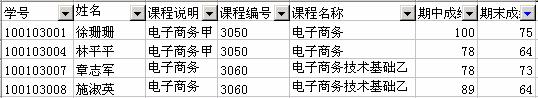 学号 姓名 课程说明 课程编号 课程名称 期中成绩 期末成绩
100103001 徐珊珊 电子商务甲 3050 电子商务 100 75
100103004 林平平 电子商务甲 3050 电子商务 78 64
100103007 章志军 电子商务 3060 电子商务技术基础乙 78 73
100103008 施淑英 电子商务 3060 电子商务技术基础乙 89 64